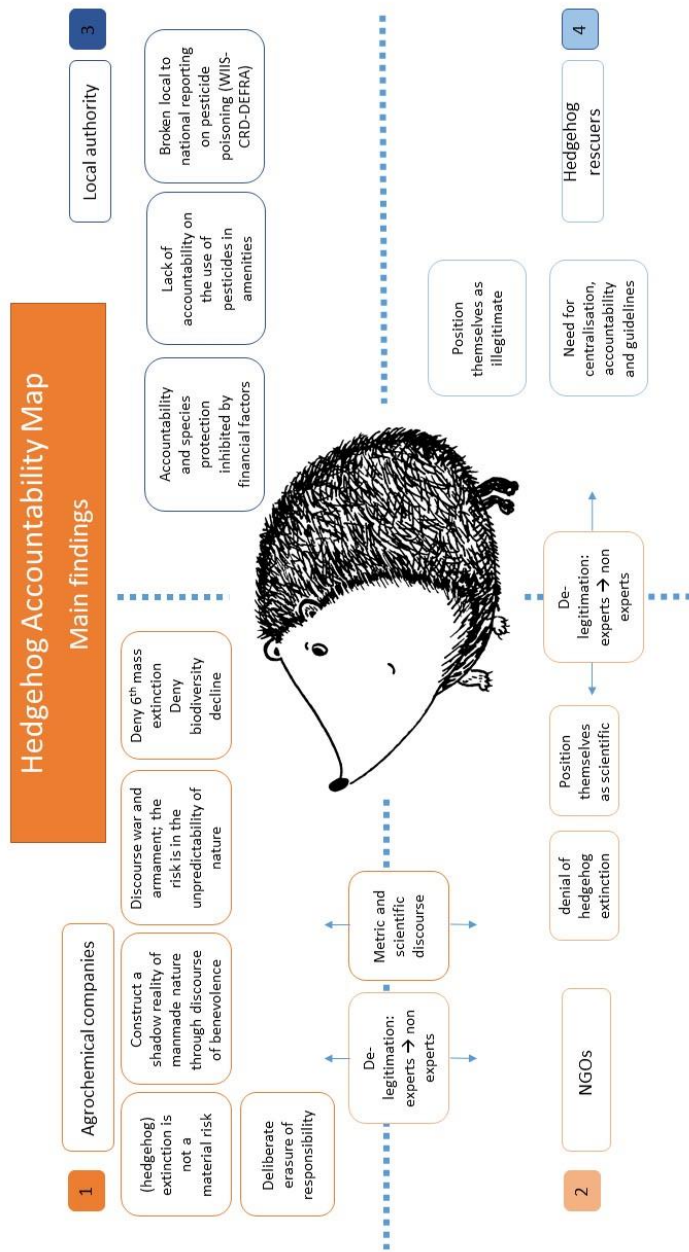 Hedgehog Accountability Map
Main findings
1
Agrochemical companies
(hedgehog)
extinction is
not a
material risk
Construct a
shadow reality of
manmade nature
through discourse
of benevolence
Discourse war and
armament; the
risk is in the
unpredictability of
nature
Deny 6th mass
extinction
Deny
biodiversity
decline
Deliberate
erasure of
responsibility
3
Local authority
Accountability
and species
protection
inhibited by
financial factors
Lack of
accountability on
the use of
pesticides in
amenities
Broken local to
national reporting
on pesticide
poisoning (WIIS-
CRD-DEFRA)
De-
legitimation:
experts → non
experts
Metric and
scientific
discourse
2
NGOs
denial of
hedgehog
extinction
Position
themselves
as scientific
De-
legitimation:
experts → non
experts
Position
themselves as
illegitimate
Need for
centralisation,
accountability
and guidelines
4
Hedgehog
rescuers